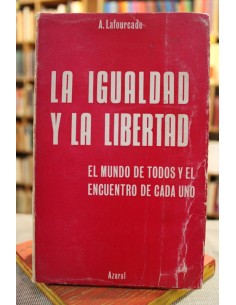 A. Lafourcade
LA IGUALDAD
Y LA LIBERTAD
EL MUNDO DE TODOS Y EL
ENCUENTRO DE CADA UNO
Azarel